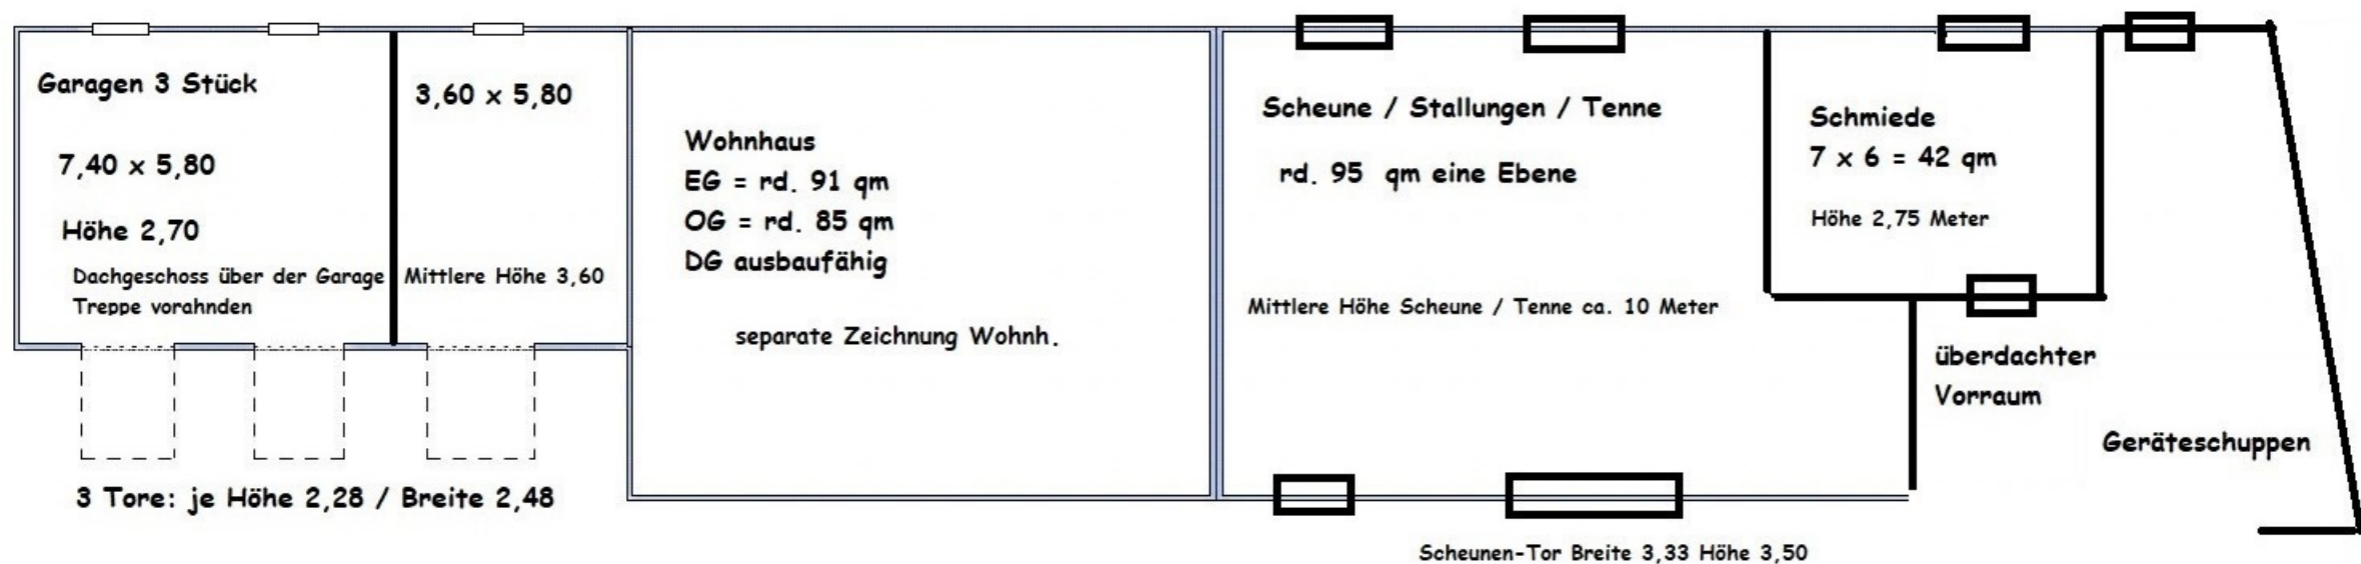 Garagen 3 Stück
7,40 x 5,80
Höhe 2,70
Dachgeschoss über der Garage
Treppe vorahnden
3,60 x 5,80
Mittlere Höhe 3,60
3 Tore: je Höhe 2,28 / Breite 2,48
Wohnhaus
EG = rd. 91 qm
OG = rd. 85 qm
DG ausbaufähig
separate Zeichnung Wohnh.
Scheune / Stallungen / Tenne
rd. 95 qm eine Ebene
Mittlere Höhe Scheune / Tenne ca. 10 Meter
Scheunen-Tor Breite 3,33 Höhe 3,50
Schmiede
7 x 6 = 42 qm
Höhe 2,75 Meter
überdachter
Vorraum
Geräteschuppen